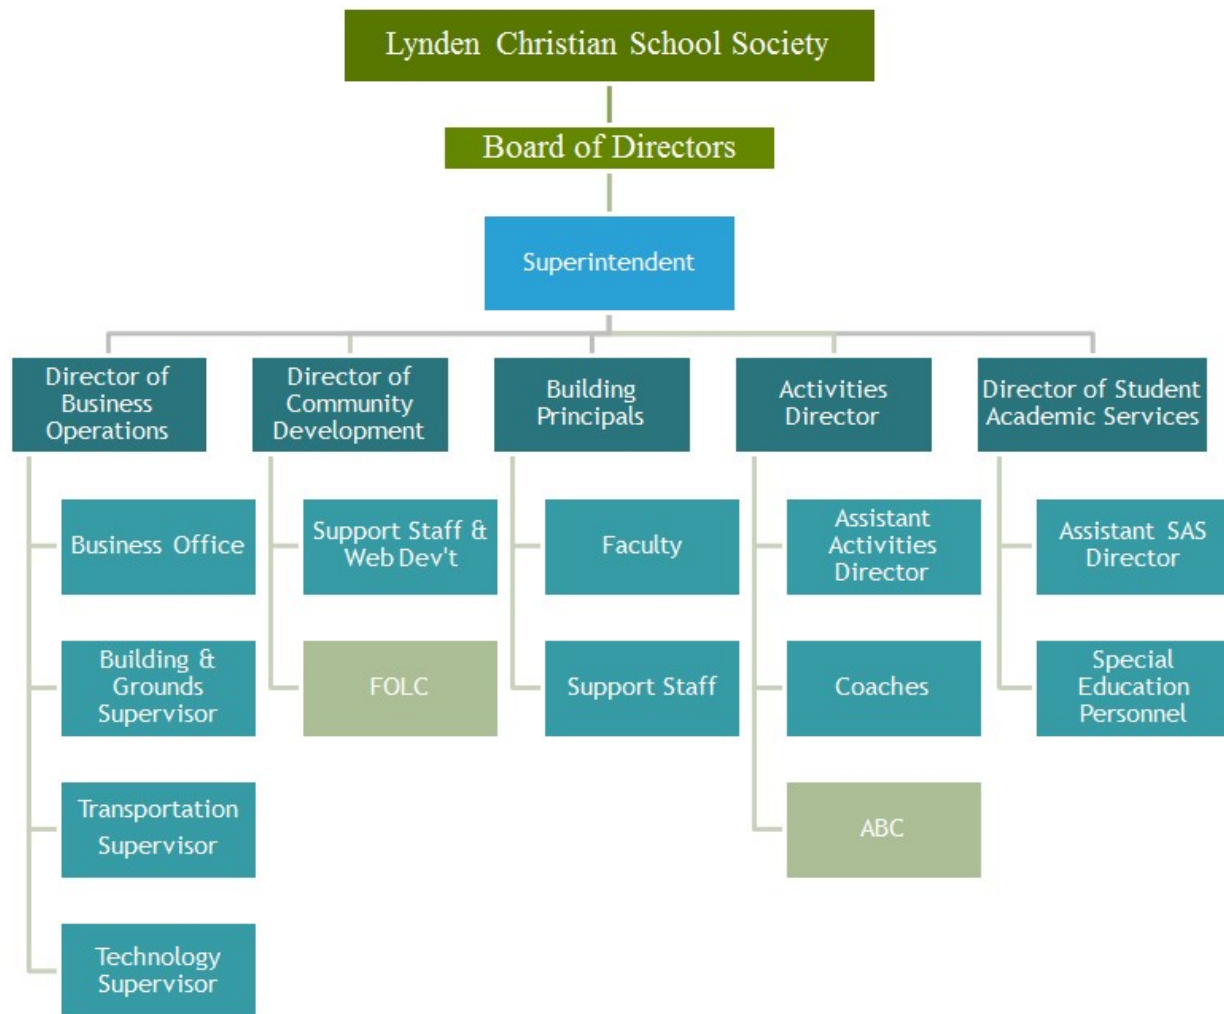 Lynden Christian School Society
Board of Directors
Superintendent
Director of
Business
Operations
Director of
Community
Development
Building
Principals
Activities
Director
Director of Student
Academic Services
Business Office
Support Staff &
Web Dev't
Faculty
Assistant
Activities
Director
Assistant SAS
Director
Building &
Grounds
Supervisor
FOLC
Support Staff
Coaches
Special
Education
Personnel
Transportation
Supervisor
ABC
Technology
Supervisor